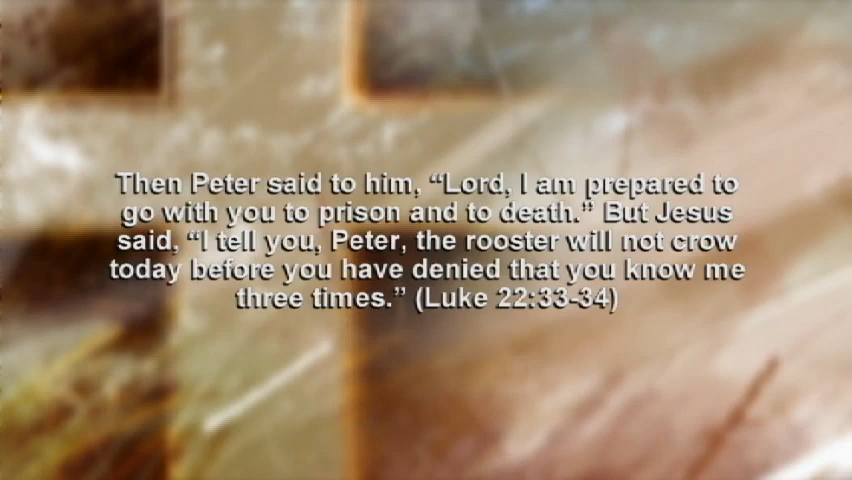 Then Peter said to him, “Lord, I am prepared to
go with you to prison and to death.” But Jesus
said, “I tell you, Peter, the rooster will not crow
today before you have denied that you know me
three times.” (Luke 22:33-34)